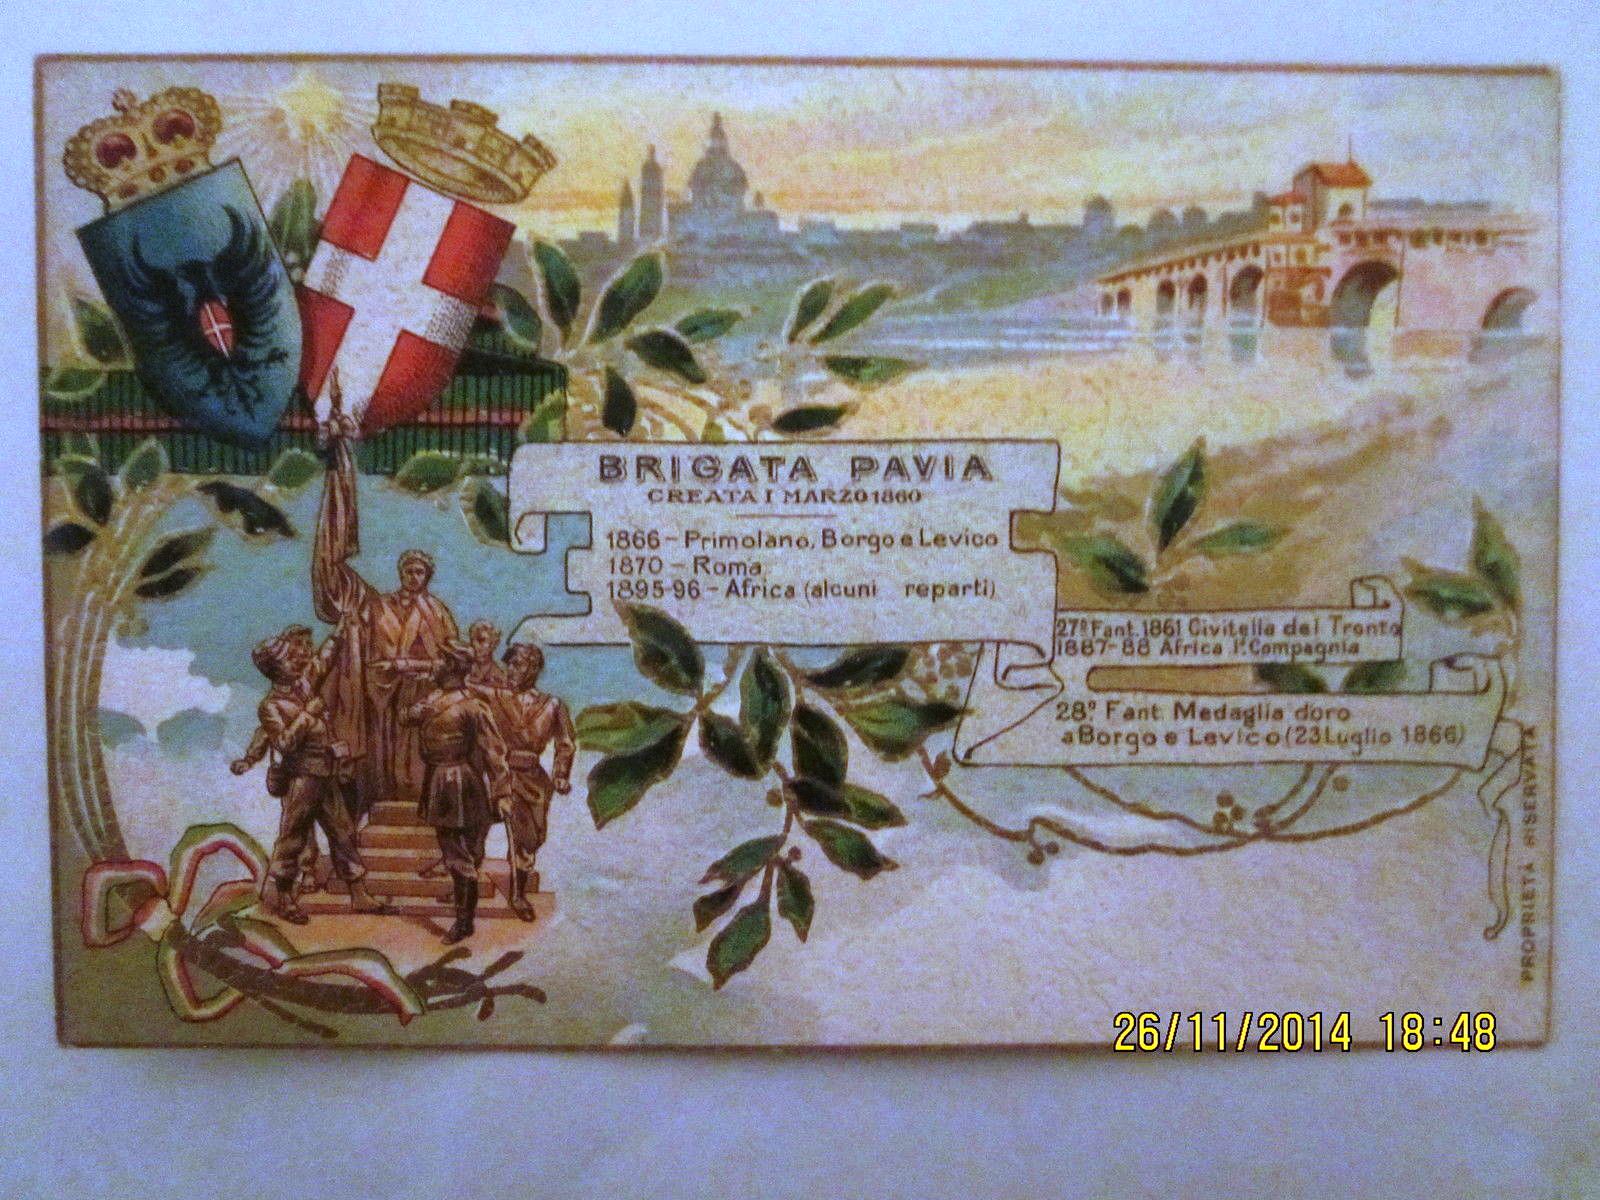 BRIGATA PAVIA
CREATA I MARZO 1860
1866 - Primolano, Borgo e Levico
1870 - Roma
1895-96 - Africa (alcuni reparti)
27º Fant. 1861 Civitella del Tronto
1887-88 Africa 1ª Compagnia
28º Fant. Medaglia doro
a Borgo e Levico (23 Luglio 1866)
PROPRIETÀ RISERVATA
26/11/2014 18:48